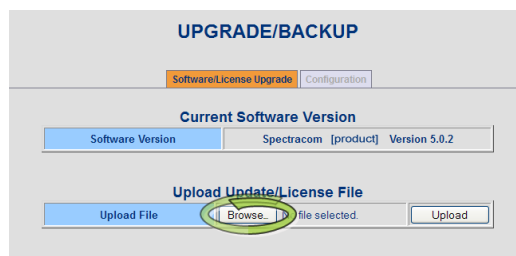 UPGRADE/BACKUP
Software/License Upgrade Configuration
Current Software Version
Software Version Spectracom [product] Version 5.0.2
Upload Update/License File
Upload File Browse_ file selected. Upload